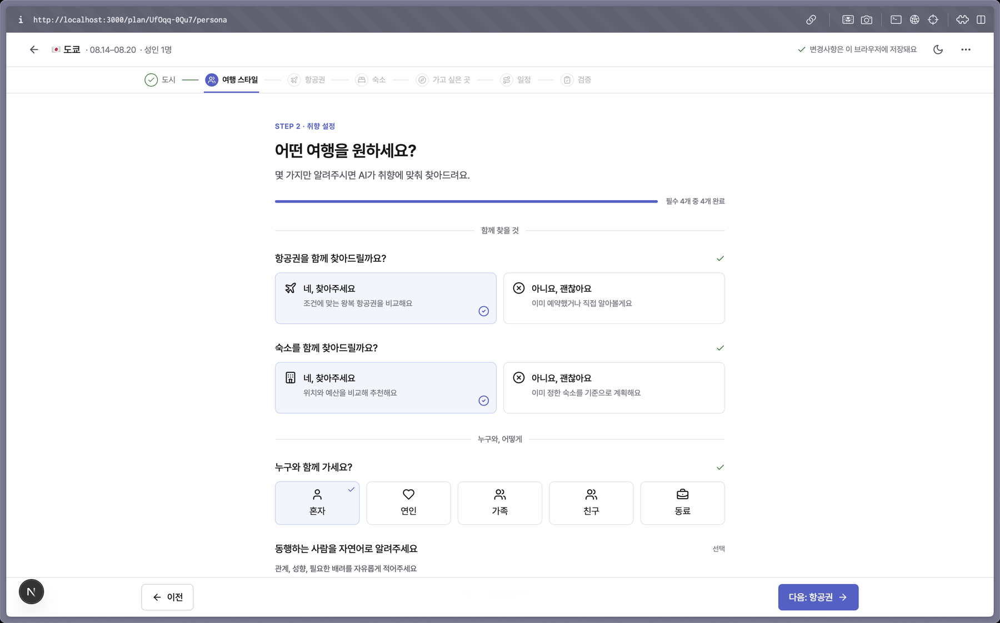 i http://localhost:3000/plan/UfOqq-0Qu7/persona
도쿄 · 08.14–08.20 · 성인 1명
변경사항은 이 브라우저에 저장돼요
도시 여행 스타일 항공권 숙소 가고 싶은 곳 일정 검증
STEP 2 · 취향 설정
어떤 여행을 원하세요?
몇 가지만 알려주시면 AI가 취향에 맞춰 찾아드려요.
필수 4개 중 4개 완료
함께 찾을 것
항공권을 함께 찾아드릴까요?
네, 찾아주세요
조건에 맞는 왕복 항공권을 비교해요
아니요, 괜찮아요
이미 예약했거나 직접 알아볼게요
숙소를 함께 찾아드릴까요?
네, 찾아주세요
위치와 예산을 비교해 추천해요
아니요, 괜찮아요
이미 정한 숙소를 기준으로 계획해요
누구와, 어떻게
누구와 함께 가세요?
혼자
연인
가족
친구
동료
동행하는 사람을 자연어로 알려주세요
선택
관계, 성향, 필요한 배려를 자유롭게 적어주세요
N
이전
다음: 항공권